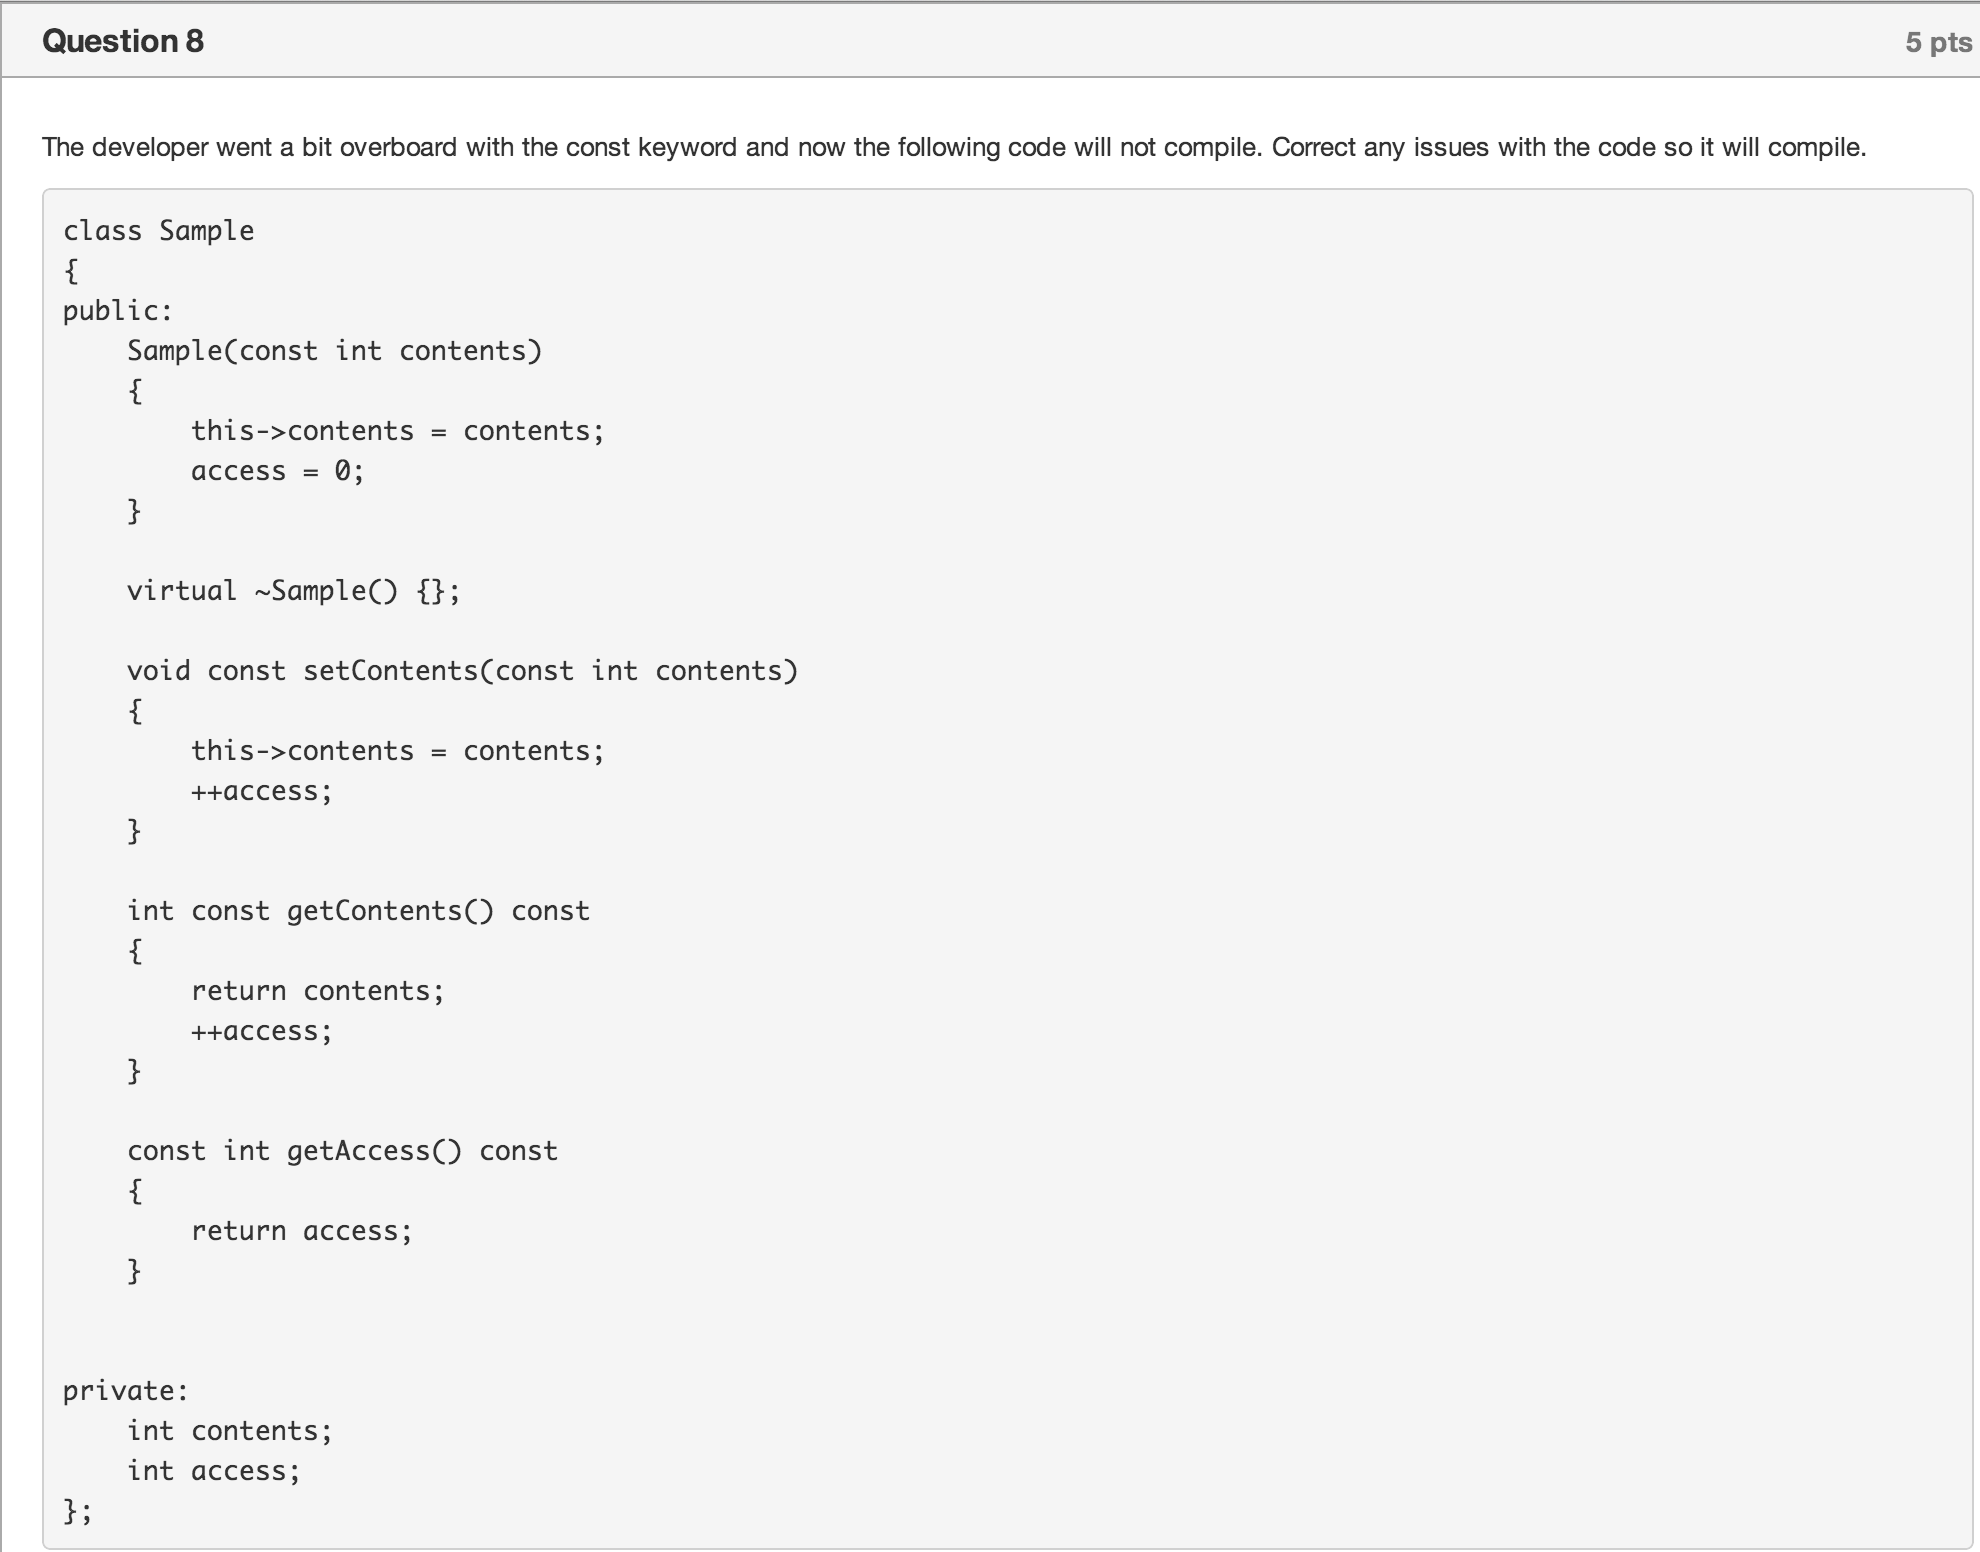 Question 8
5 pts
The developer went a bit overboard with the const keyword and now the following code will not compile. Correct any issues with the code so it will compile.
class Sample
{
public:
    Sample(const int contents)
    {
        this->contents = contents;
        access = 0;
    }

    virtual ~Sample() {};

    void const setContents(const int contents)
    {
        this->contents = contents;
        ++access;
    }

    int const getContents() const
    {
        return contents;
        ++access;
    }

    const int getAccess() const
    {
        return access;
    }


private:
    int contents;
    int access;
};